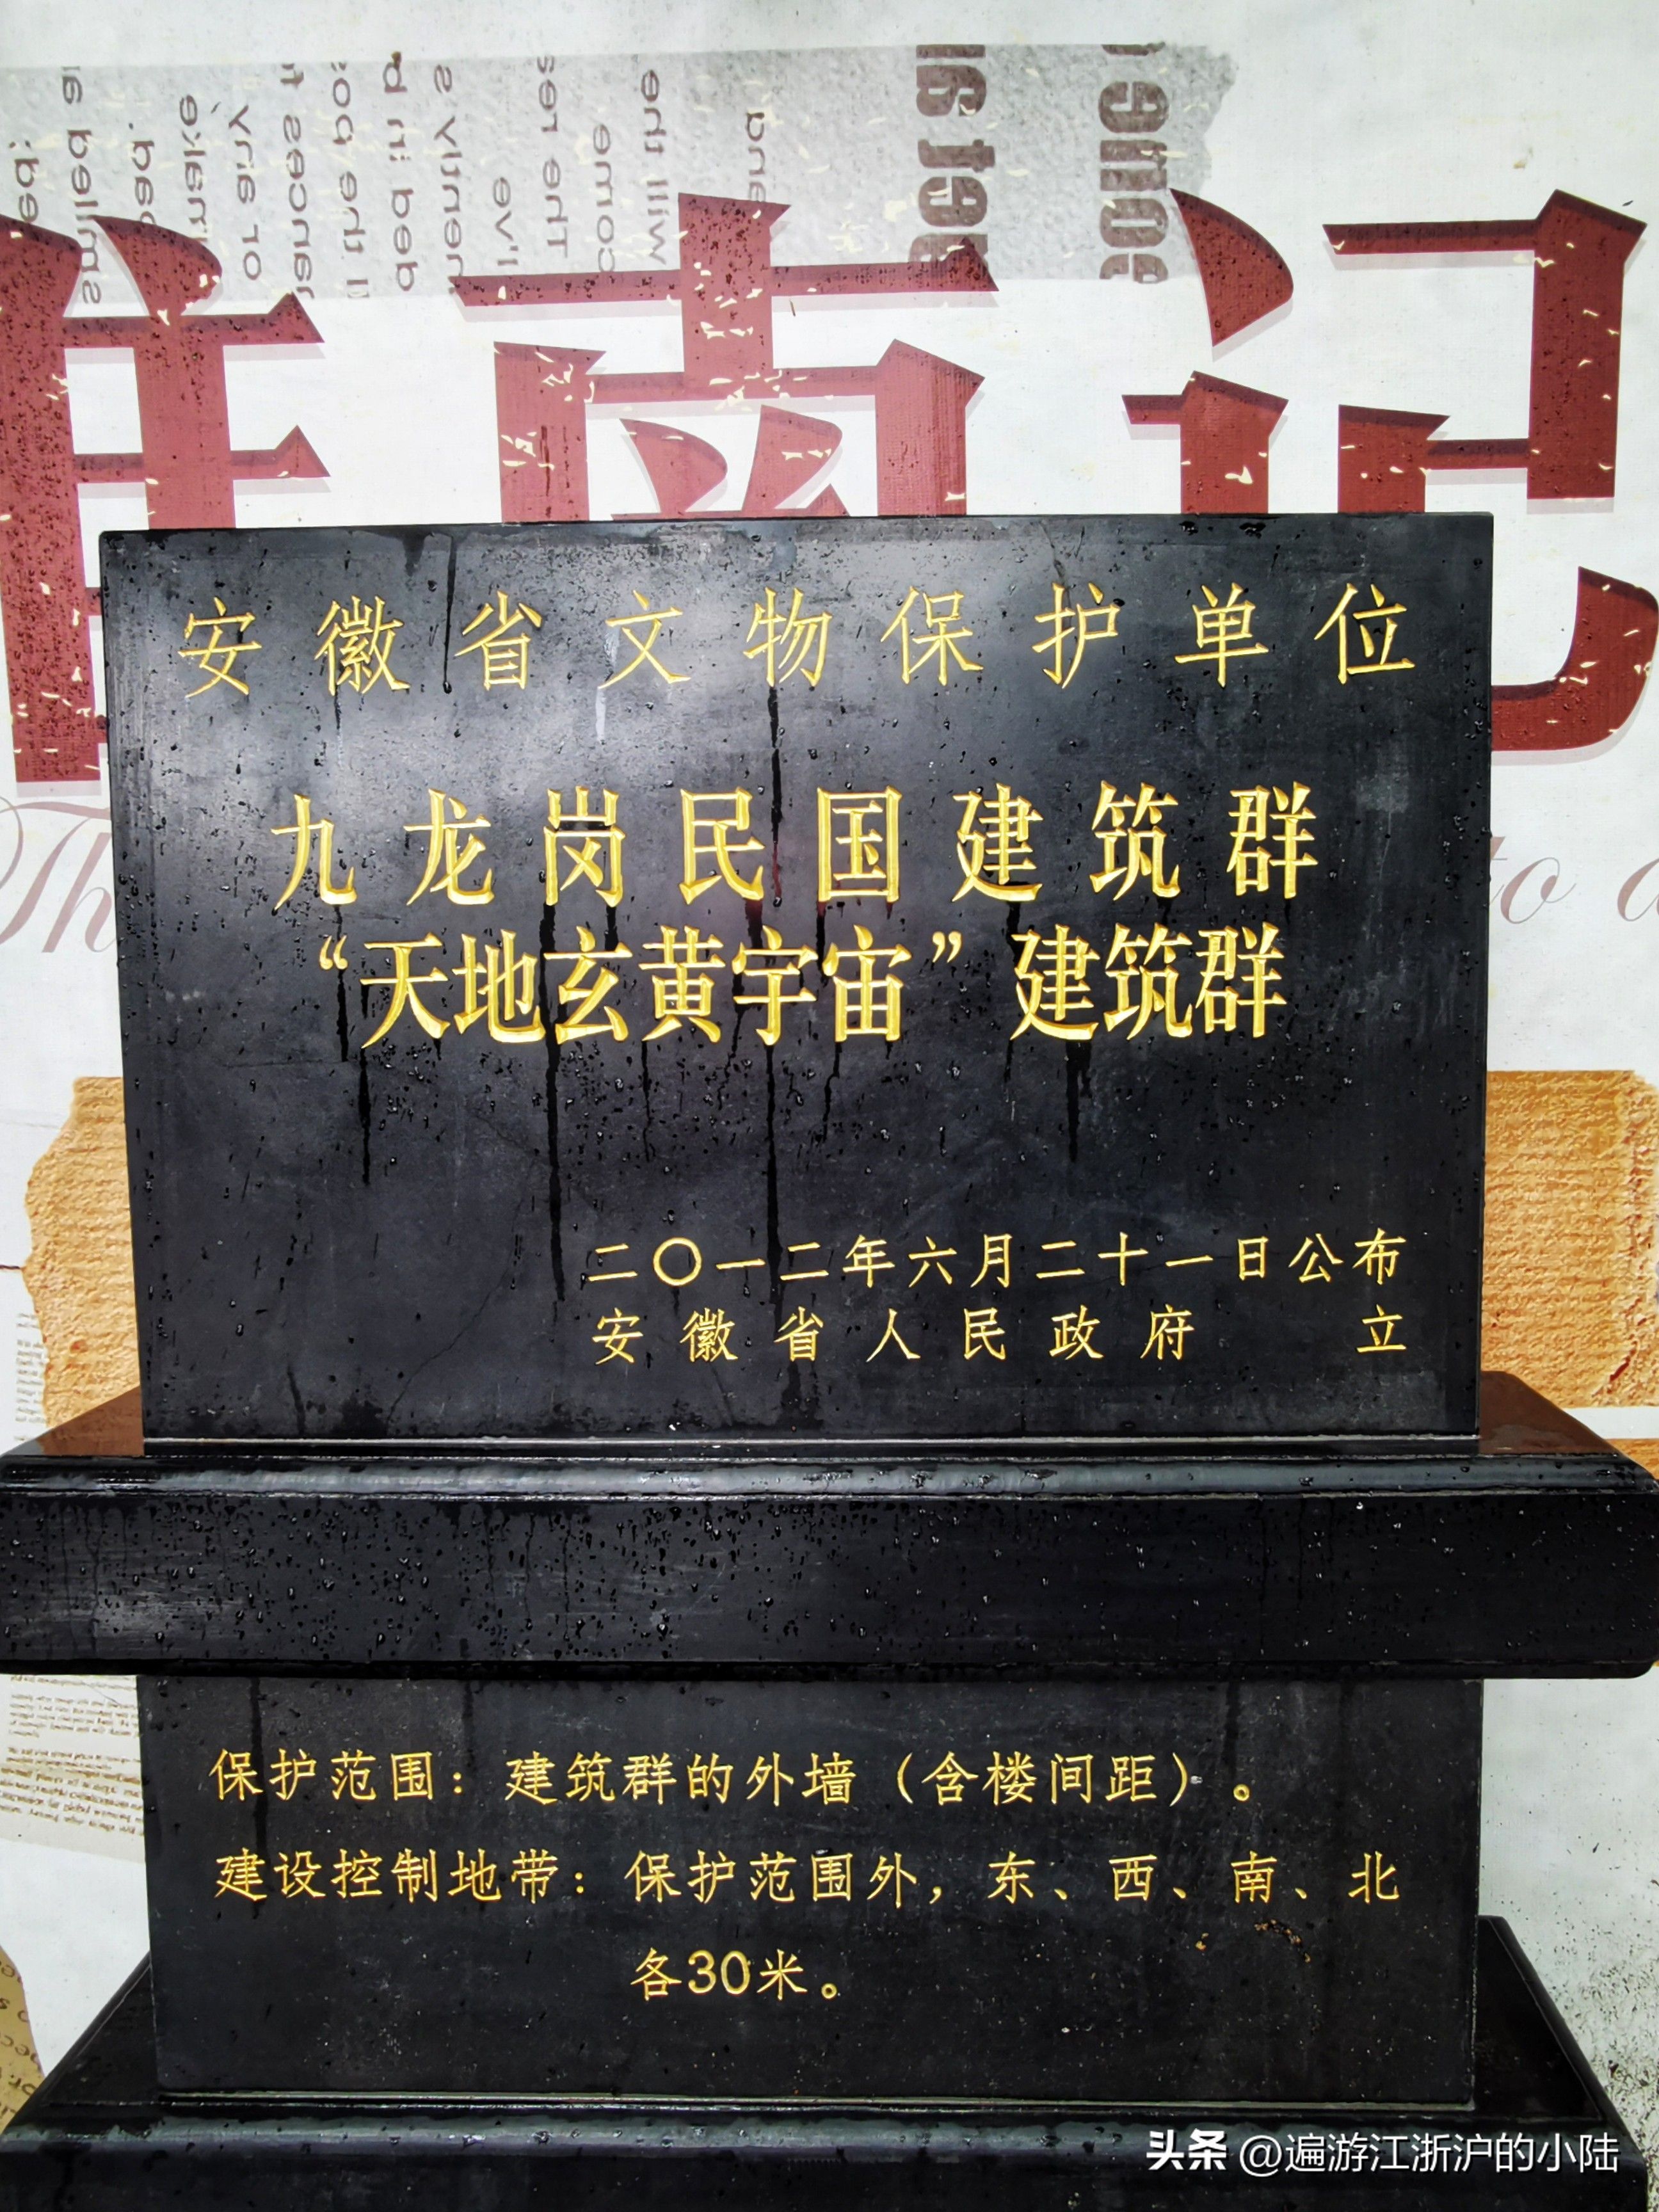 南记
安徽省文物保护单位
九龙岗民国建筑群
“天地玄黄宇宙”建筑群
二〇一二年六月二十一日公布
安徽省人民政府 立
保护范围：建筑群的外墙（含楼间距）。
建设控制地带：保护范围外，东、西、南、北
各30米。
头条 @遍游江浙沪的小陆